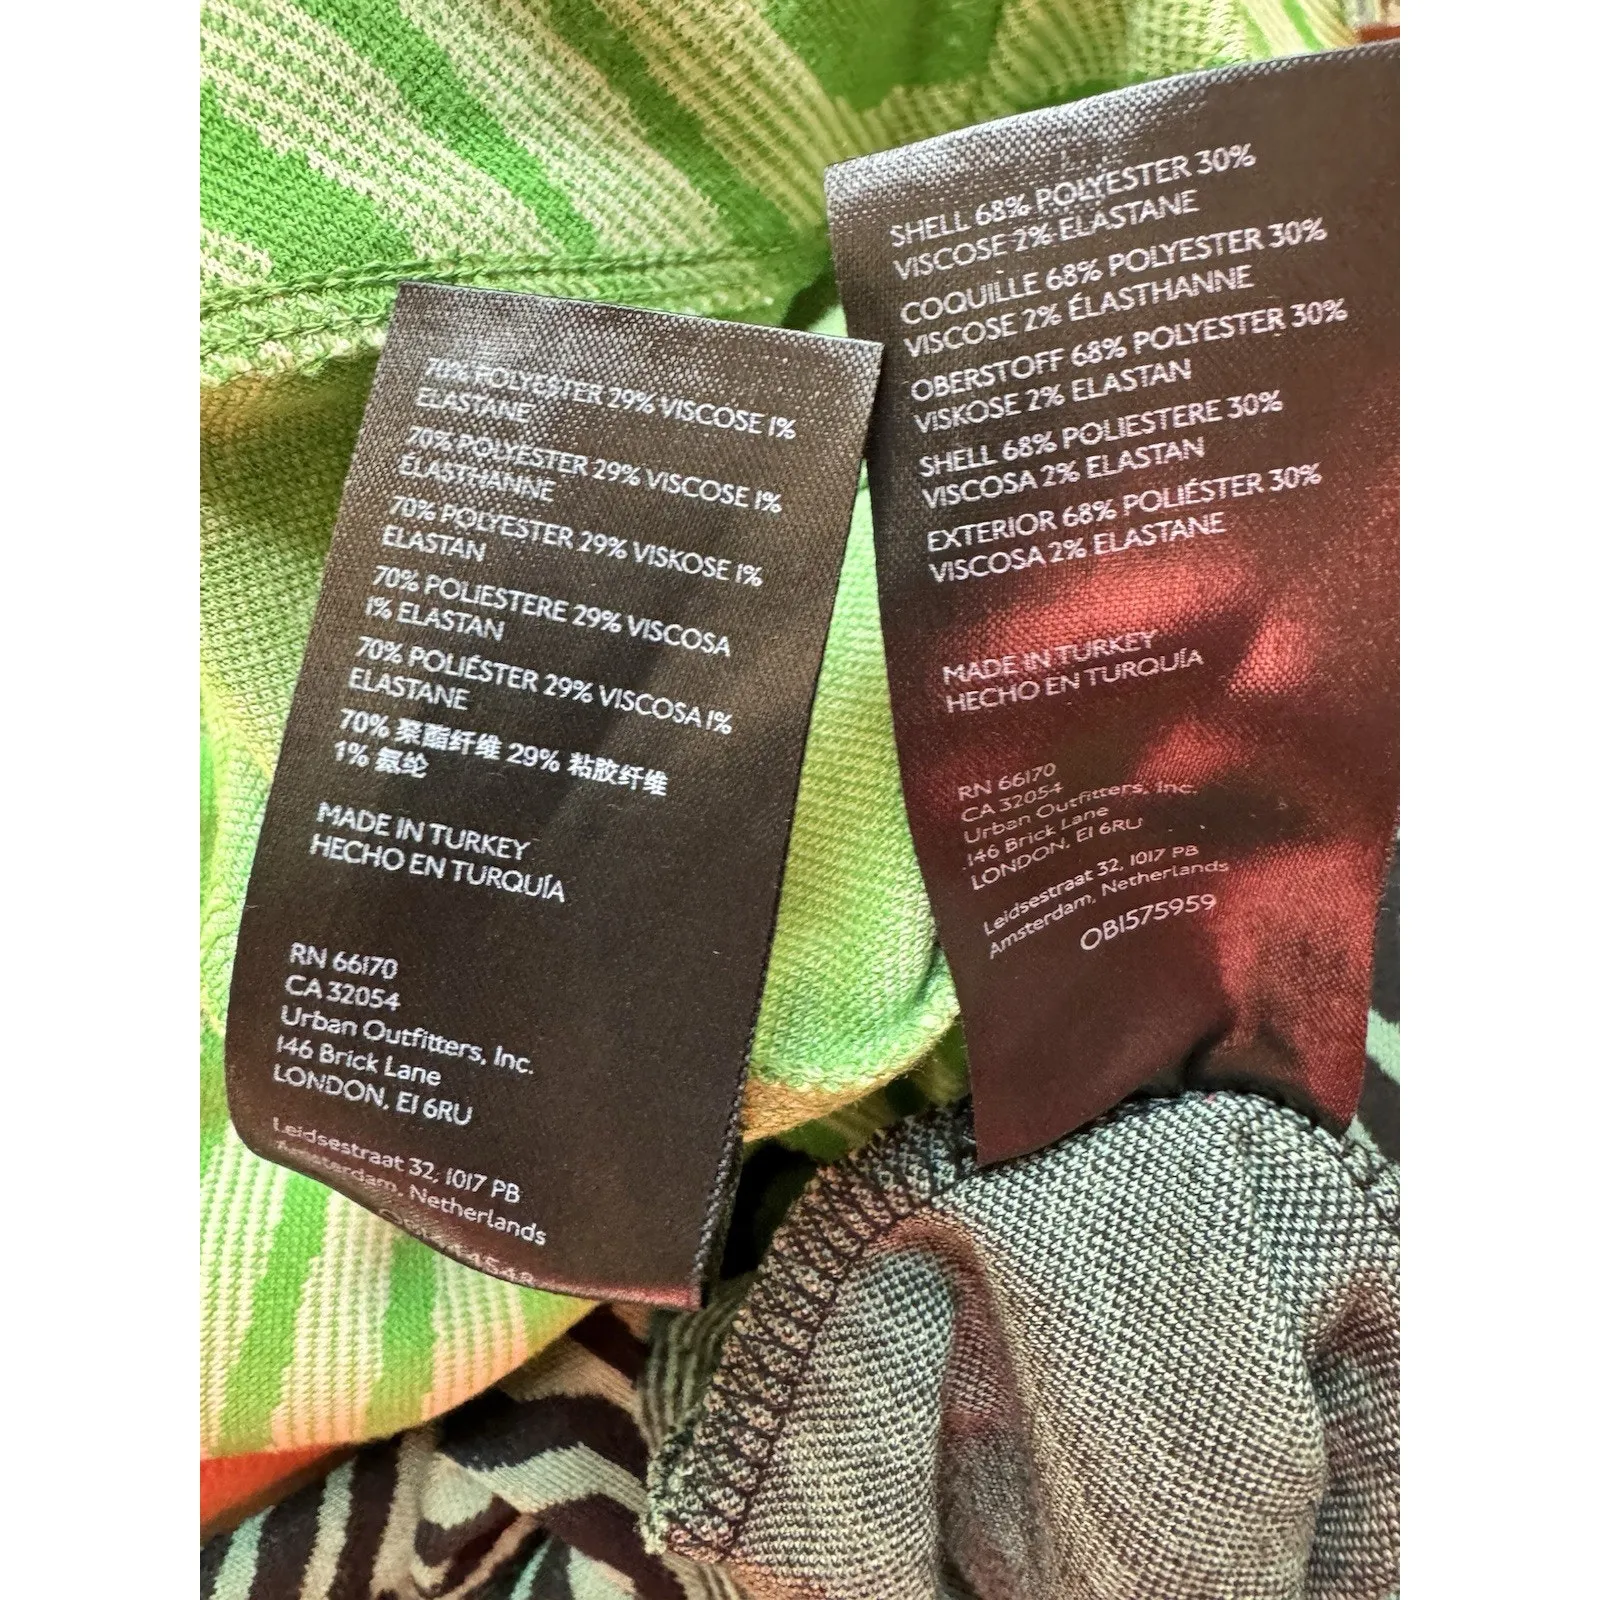 70% POLYESTER 29% VISCOSE 1%
ELASTANE
70% POLYESTER 29% VISCOSE 1%
ÉLASTHANNE
70% POLYESTER 29% VISKOSE 1%
ELASTAN
70% POLIESTERE 29% VISCOSA
1% ELASTAN
70% POLIÉSTER 29% VISCOSA 1%
ELASTANE
70% 聚酯纤维 29% 粘胶纤维
1% 氨纶
MADE IN TURKEY
HECHO EN TURQUÍA
RN 66170
CA 32054
Urban Outfitters, Inc.
146 Brick Lane
LONDON, E1 6RU
Leidsestraat 32, 1017 PB
Amsterdam, Netherlands
SHELL 68% POLYESTER 30%
VISCOSE 2% ELASTANE
COQUILLE 68% POLYESTER 30%
VISCOSE 2% ÉLASTHANNE
OBERSTOFF 68% POLYESTER 30%
VISKOSE 2% ELASTAN
SHELL 68% POLIESTERE 30%
VISCOSA 2% ELASTAN
EXTERIOR 68% POLIÉSTER 30%
VISCOSA 2% ELASTANE
MADE IN TURKEY
HECHO EN TURQUÍA
RN 66170
CA 32054
Urban Outfitters, Inc.
146 Brick Lane
LONDON, E1 6RU
Leidsestraat 32, 1017 PB
Amsterdam, Netherlands
OB1575959